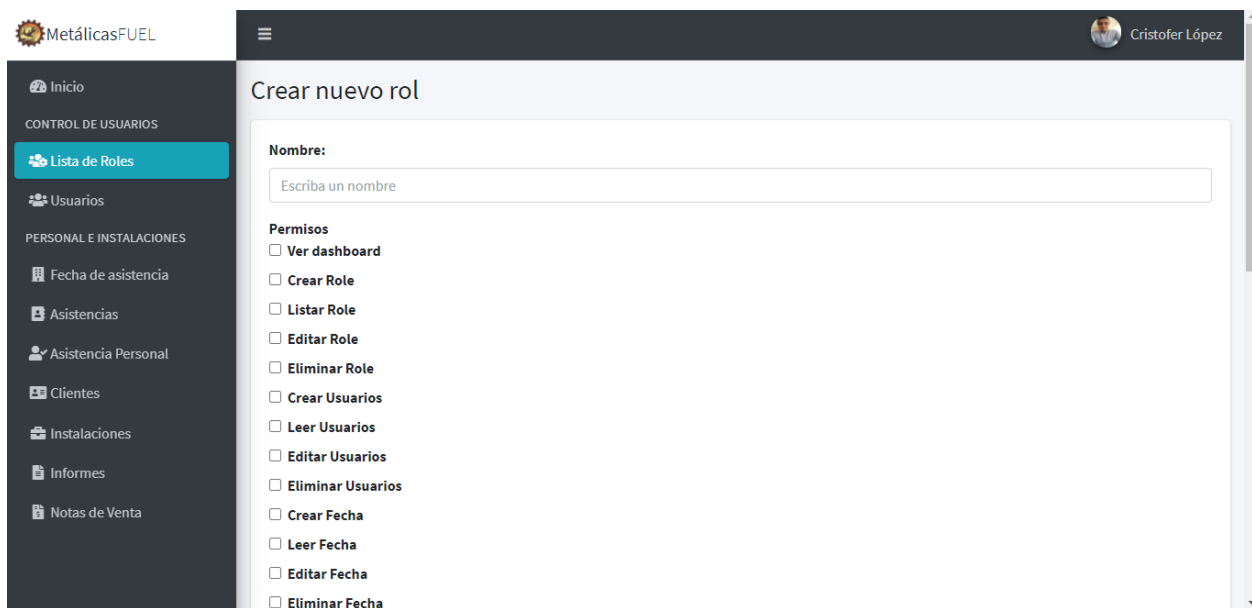 MetálicasFUEL
Cristofer López
Inicio
CONTROL DE USUARIOS
Lista de Roles
Usuarios
PERSONAL E INSTALACIONES
Fecha de asistencia
Asistencias
Asistencia Personal
Clientes
Instalaciones
Informes
Notas de Venta
Crear nuevo rol
Nombre:
Escriba un nombre
Permisos
Ver dashboard
Crear Role
Listar Role
Editar Role
Eliminar Role
Crear Usuarios
Leer Usuarios
Editar Usuarios
Eliminar Usuarios
Crear Fecha
Leer Fecha
Editar Fecha
Eliminar Fecha